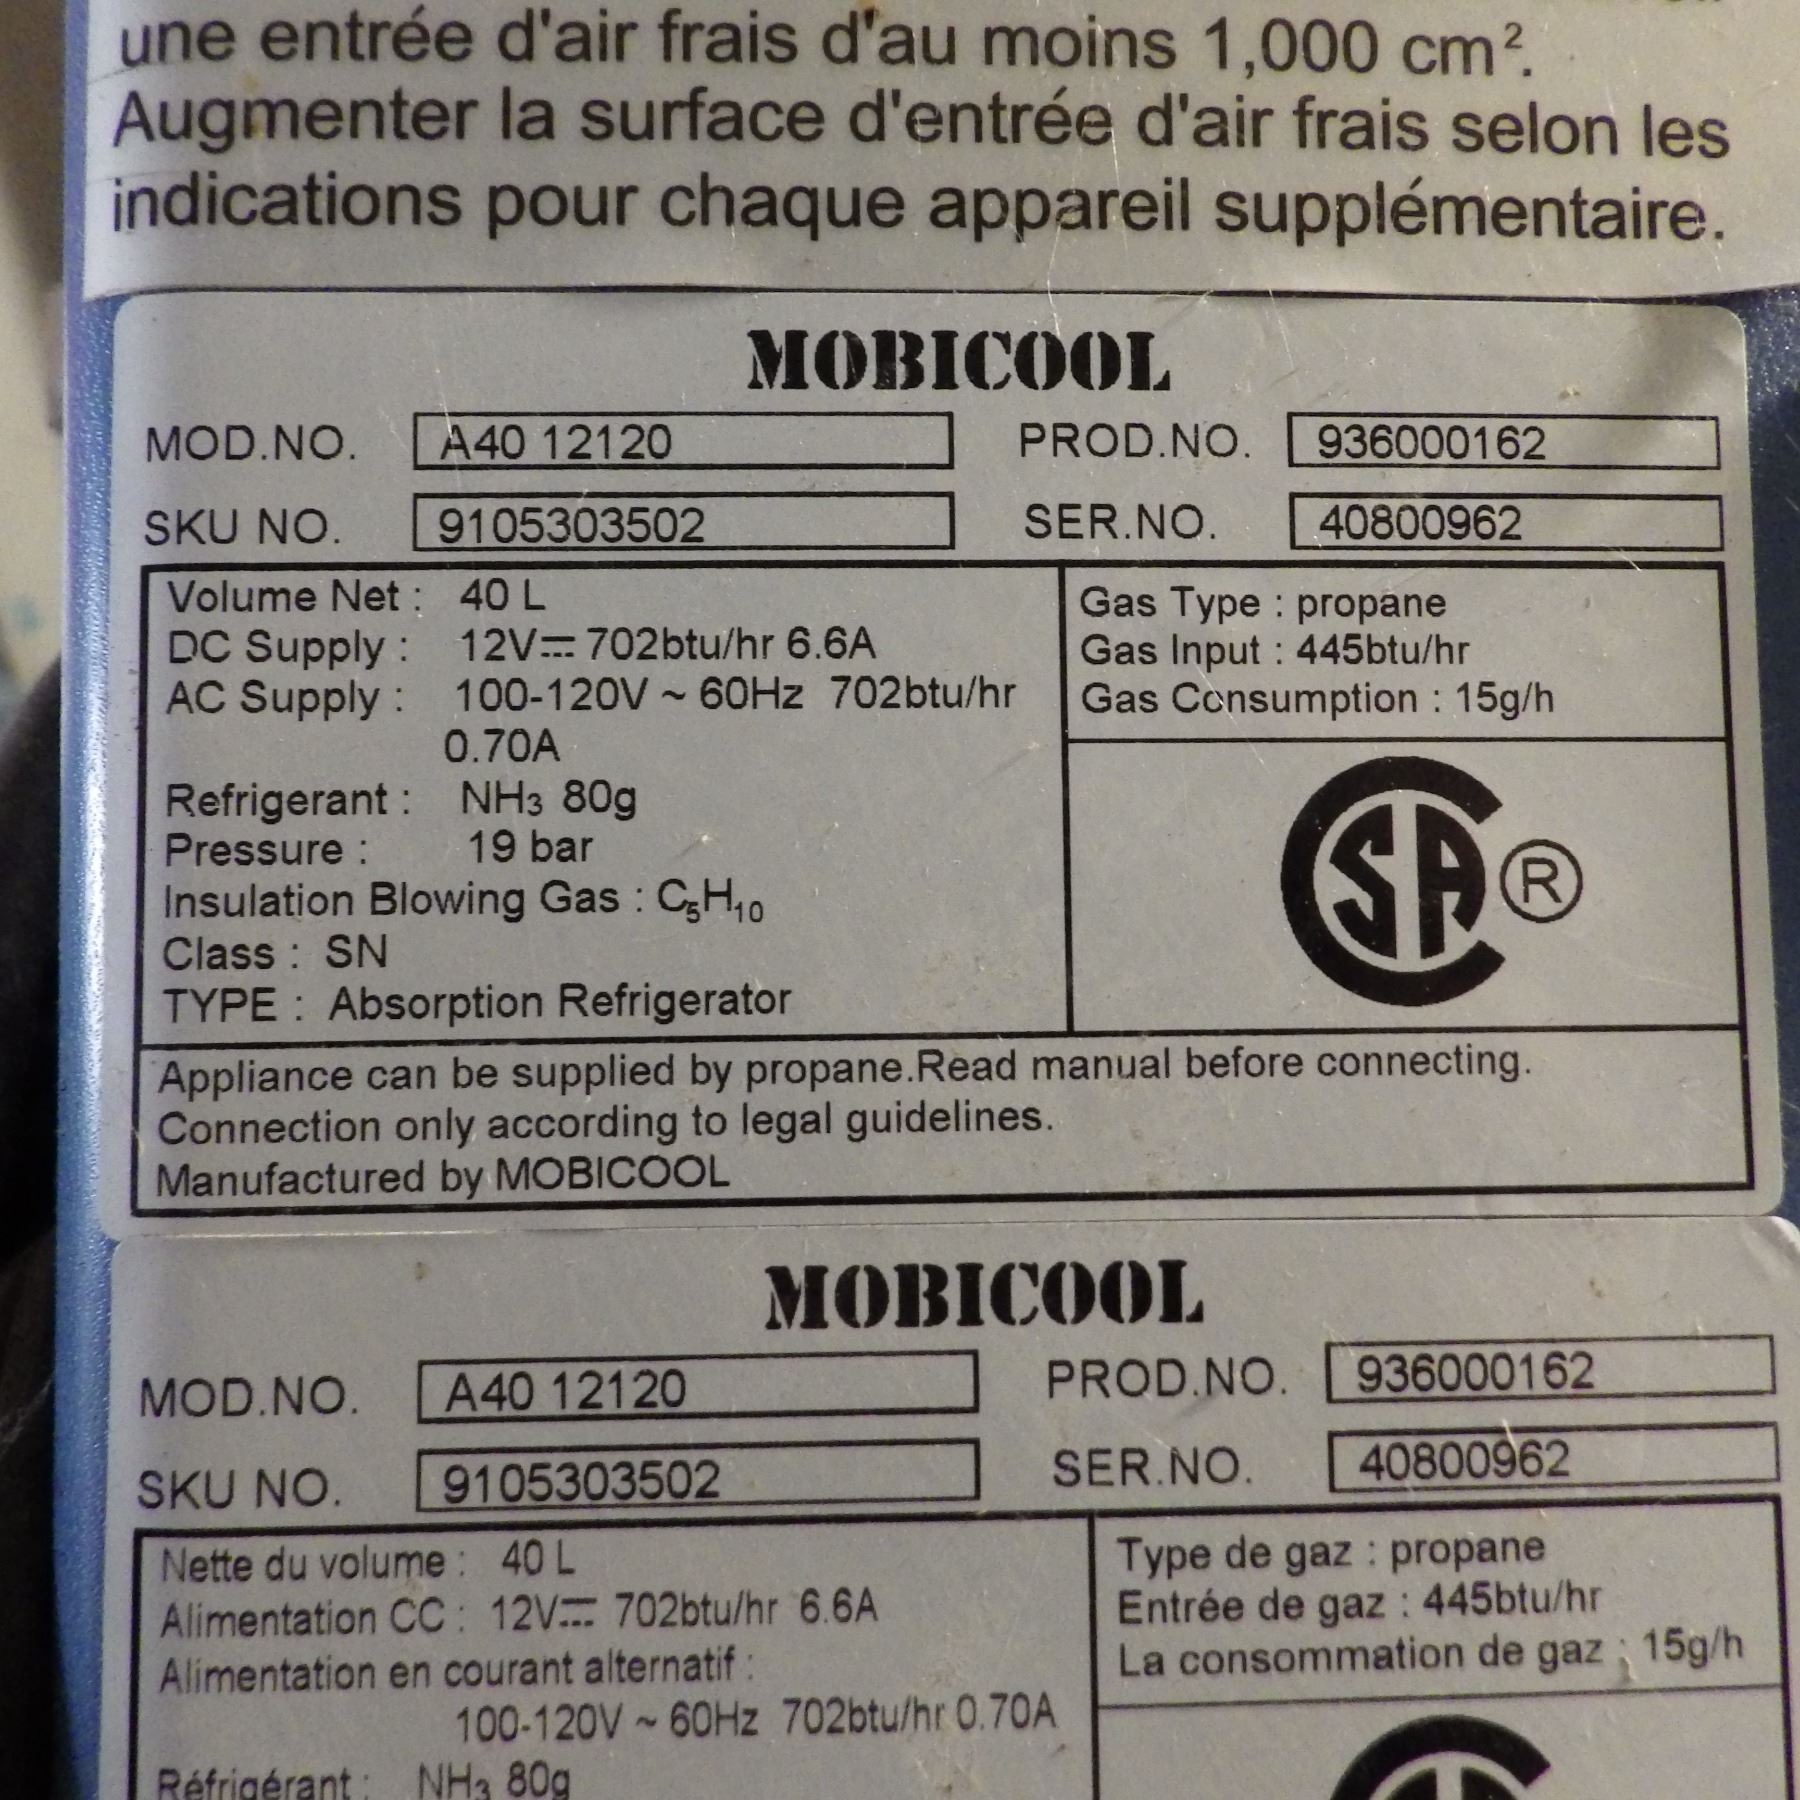 une entrée d'air frais d'au moins 1,000 cm².
Augmenter la surface d'entrée d'air frais selon les
indications pour chaque appareil supplémentaire.
MOBICOOL
MOD.NO. A40 12120 PROD.NO. 936000162
SKU NO. 9105303502 SER.NO. 40800962
Volume Net : 40 L
DC Supply : 12V⎓ 702btu/hr 6.6A
AC Supply : 100-120V ~ 60Hz 702btu/hr
0.70A
Refrigerant : NH₃ 80g
Pressure : 19 bar
Insulation Blowing Gas : C₅H₁₀
Class : SN
TYPE : Absorption Refrigerator
Gas Type : propane
Gas Input : 445btu/hr
Gas Consumption : 15g/h
CSA ®
Appliance can be supplied by propane.Read manual before connecting.
Connection only according to legal guidelines.
Manufactured by MOBICOOL
MOBICOOL
MOD.NO. A40 12120 PROD.NO. 936000162
SKU NO. 9105303502 SER.NO. 40800962
Nette du volume : 40 L
Alimentation CC : 12V⎓ 702btu/hr 6.6A
Alimentation en courant alternatif :
100-120V ~ 60Hz 702btu/hr 0.70A
Réfrigérant : NH₃ 80g
Type de gaz : propane
Entrée de gaz : 445btu/hr
La consommation de gaz : 15g/h